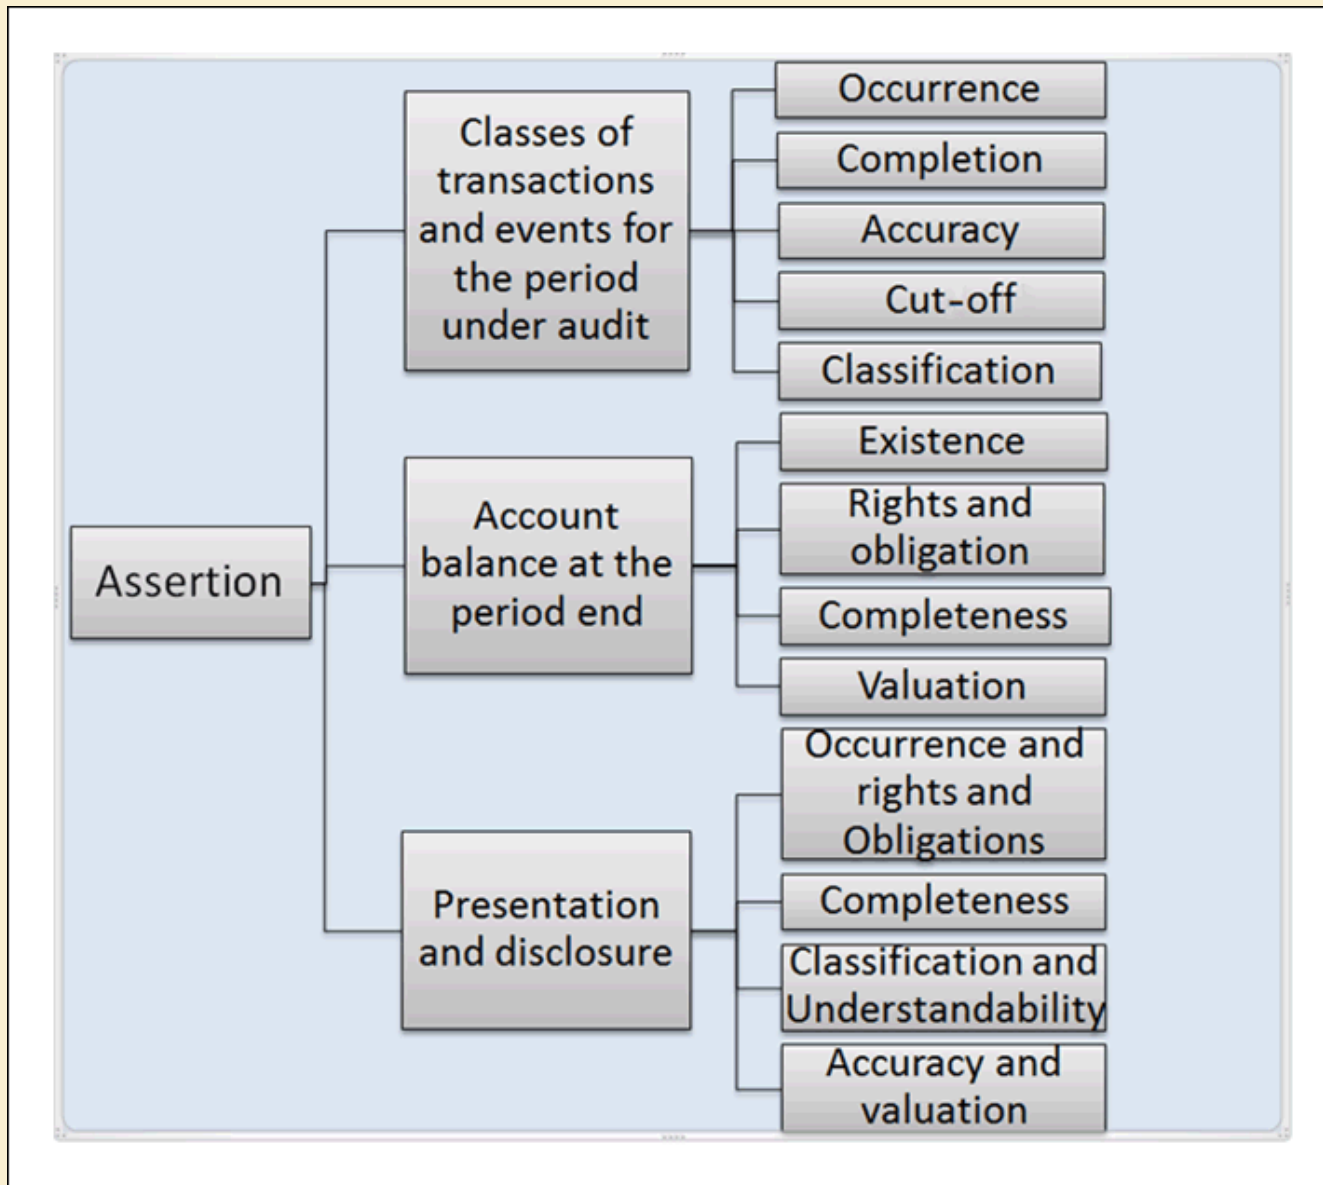 Assertion
Classes of
transactions
and events for
the period
under audit
Occurrence
Completion
Accuracy
Cut-off
Classification
Account
balance at the
period end
Existence
Rights and
obligation
Completeness
Valuation
Presentation
and disclosure
Occurrence and
rights and
Obligations
Completeness
Classification and
Understandability
Accuracy and
valuation